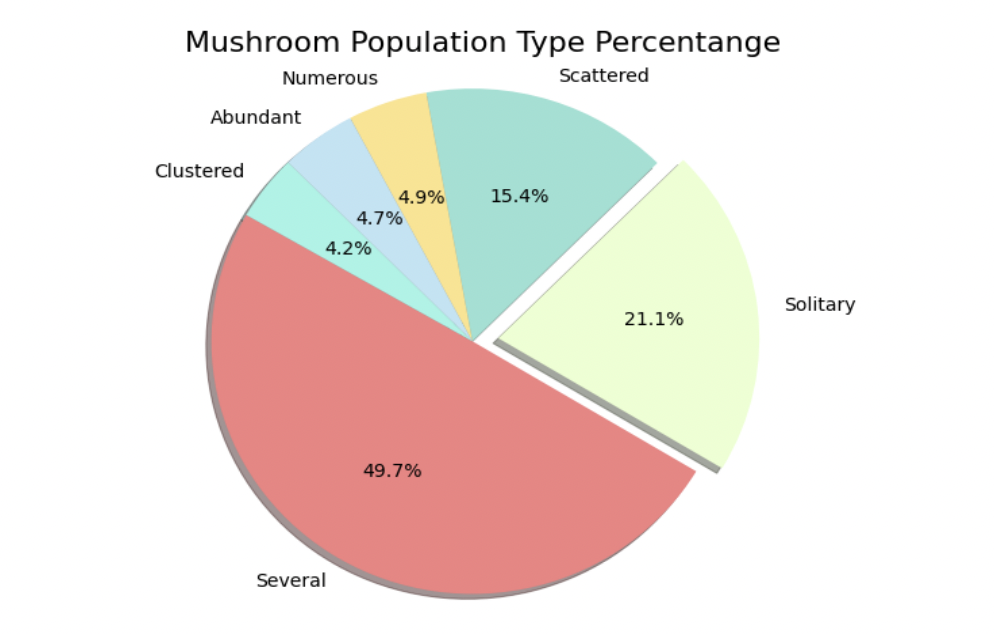 Mushroom Population Type Percentange
Scattered
Numerous
Abundant
Clustered
4.9%
15.4%
4.7%
4.2%
Solitary
21.1%
49.7%
Several